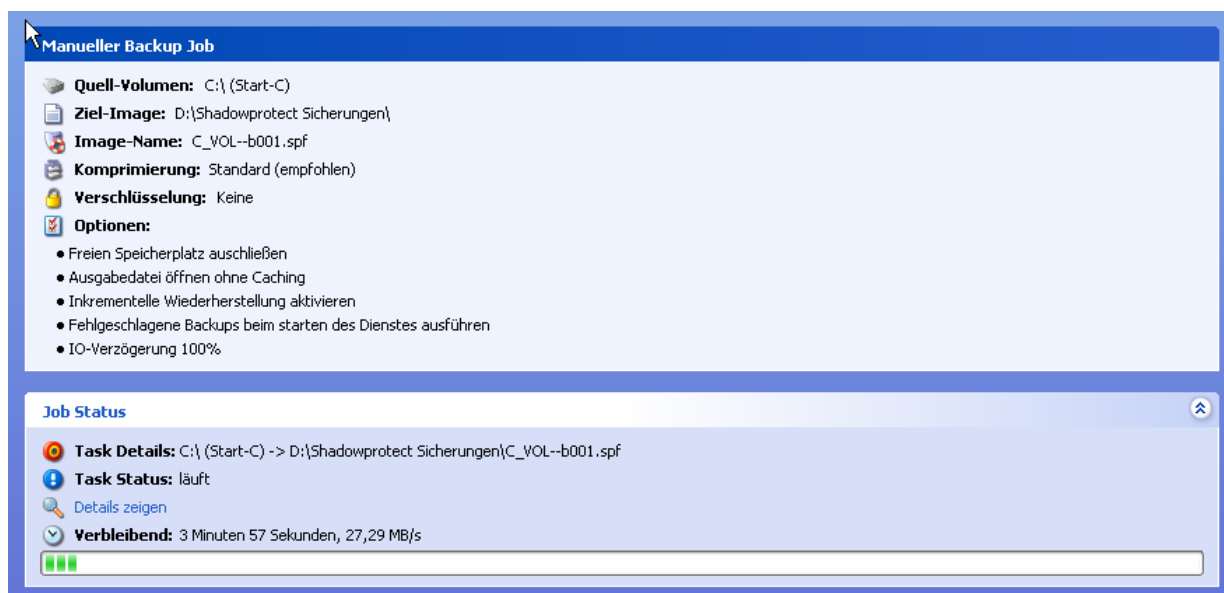 Manueller Backup Job
Quell-Volumen: C:\ (Start-C)
Ziel-Image: D:\Shadowprotect Sicherungen\
Image-Name: C_VOL--b001.spf
Komprimierung: Standard (empfohlen)
Verschlüsselung: Keine
Optionen:
• Freien Speicherplatz auschließen
• Ausgabedatei öffnen ohne Caching
• Inkrementelle Wiederherstellung aktivieren
• Fehlgeschlagene Backups beim starten des Dienstes ausführen
• IO-Verzögerung 100%
Job Status
Task Details: C:\ (Start-C) -> D:\Shadowprotect Sicherungen\C_VOL--b001.spf
Task Status: läuft
Details zeigen
Verbleibend: 3 Minuten 57 Sekunden, 27,29 MB/s